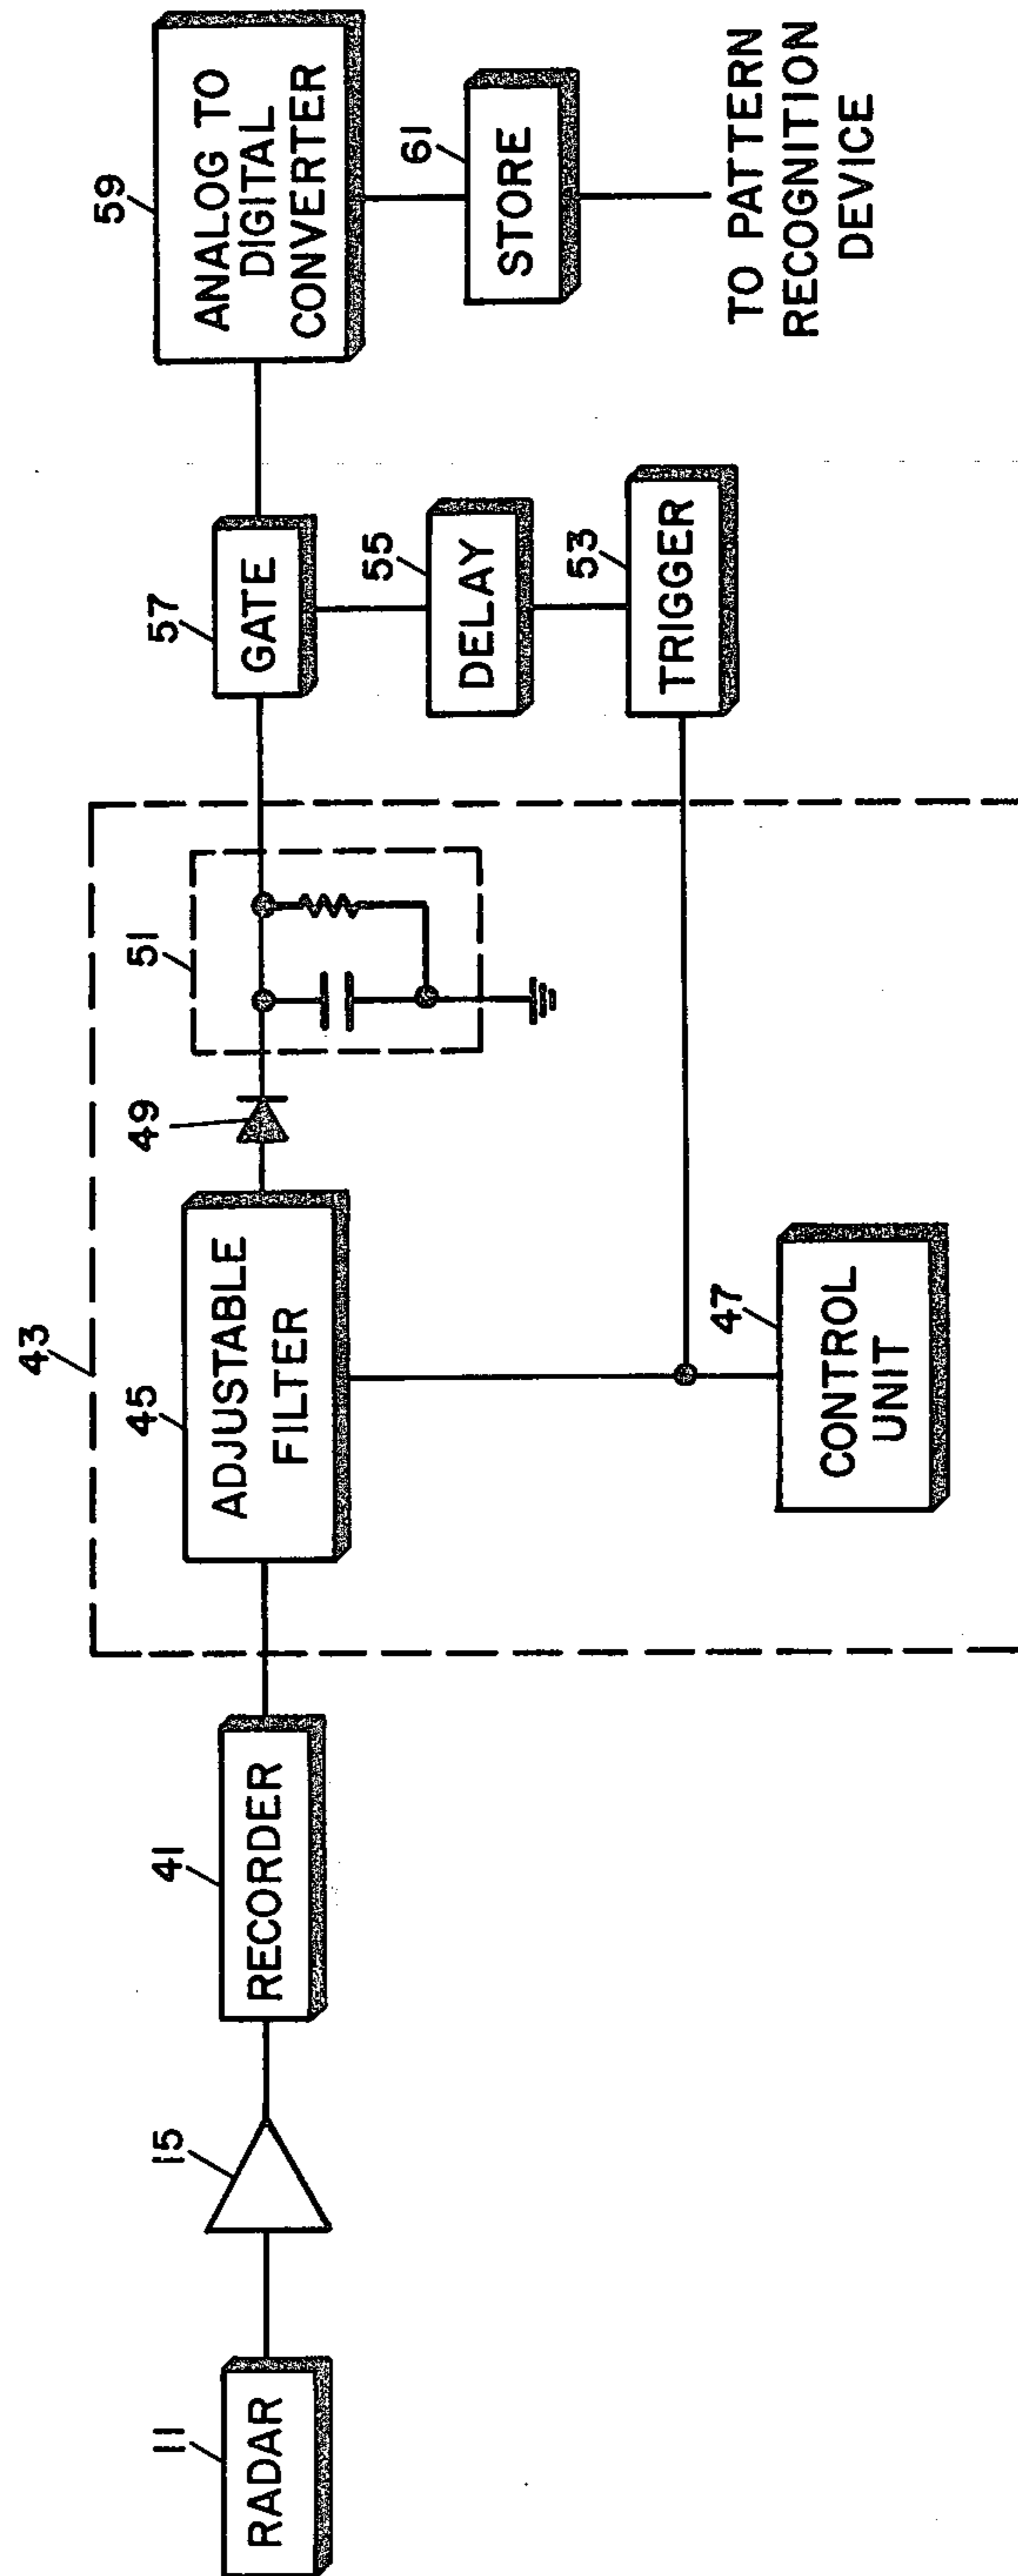 11
RADAR
15
41
RECORDER
43
45
ADJUSTABLE
FILTER
47
CONTROL
UNIT
49
51
57
GATE
55
DELAY
53
TRIGGER
59
ANALOG TO
DIGITAL
CONVERTER
61
STORE
TO PATTERN
RECOGNITION
DEVICE